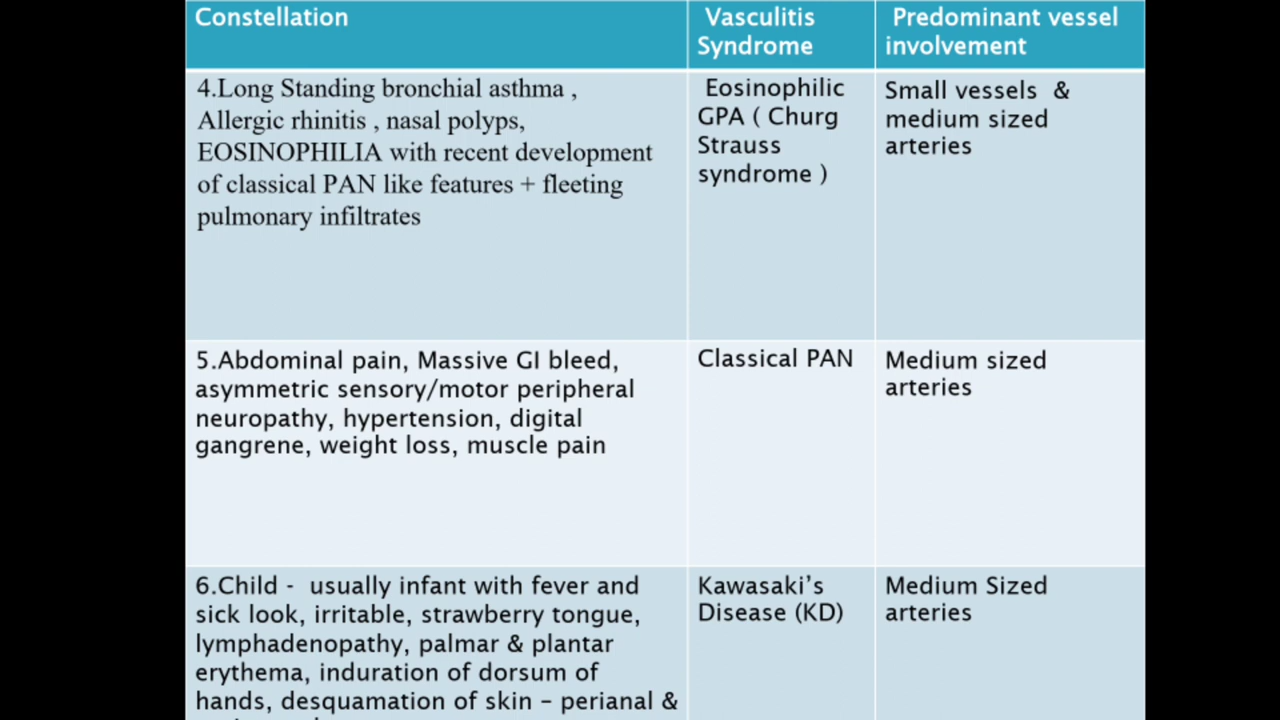 Constellation
Vasculitis
Syndrome
Predominant vessel
involvement
4.Long Standing bronchial asthma ,
Allergic rhinitis , nasal polyps,
EOSINOPHILIA with recent development
of classical PAN like features + fleeting
pulmonary infiltrates
Eosinophilic
GPA ( Churg
Strauss
syndrome )
Small vessels &
medium sized
arteries
5.Abdominal pain, Massive GI bleed,
asymmetric sensory/motor peripheral
neuropathy, hypertension, digital
gangrene, weight loss, muscle pain
Classical PAN
Medium sized
arteries
6.Child - usually infant with fever and
sick look, irritable, strawberry tongue,
lymphadenopathy, palmar & plantar
erythema, induration of dorsum of
hands, desquamation of skin – perianal &
Kawasaki’s
Disease (KD)
Medium Sized
arteries